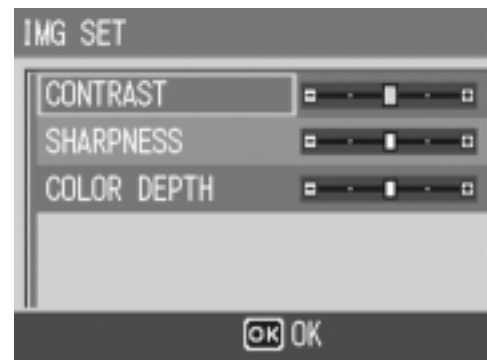 IMG SET
CONTRAST
SHARPNESS
COLOR DEPTH
OK OK